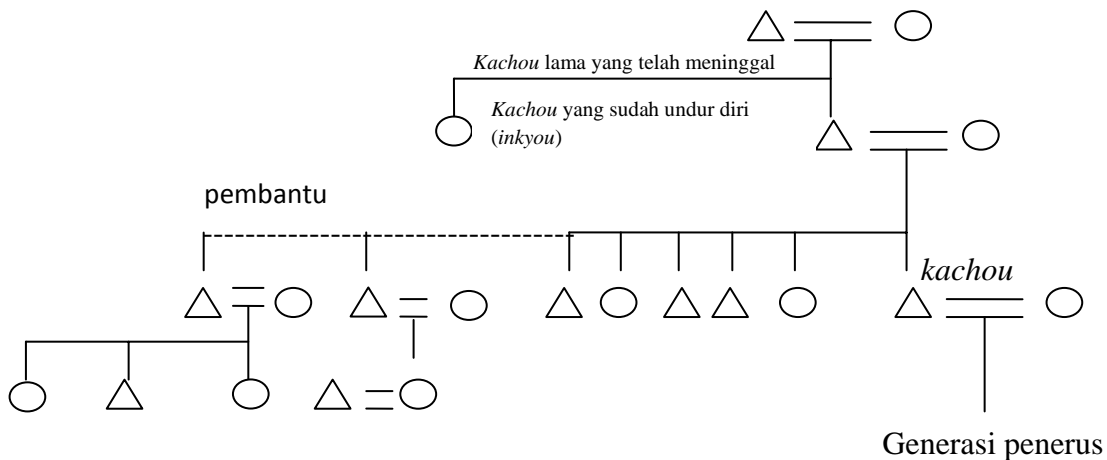 Kachou lama yang telah meninggal
Kachou yang sudah undur diri
(inkyou)
pembantu
kachou
Generasi penerus